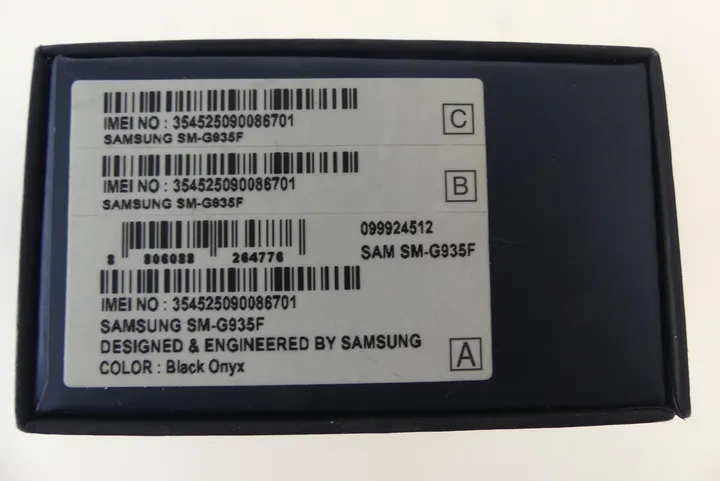 IMEI NO : 354525090086701
SAMSUNG SM-G935F
C
IMEI NO : 354525090086701
SAMSUNG SM-G935F
B
099924512
8 806088 264776
SAM SM-G935F
IMEI NO : 354525090086701
SAMSUNG SM-G935F
DESIGNED & ENGINEERED BY SAMSUNG
COLOR : Black Onyx
A